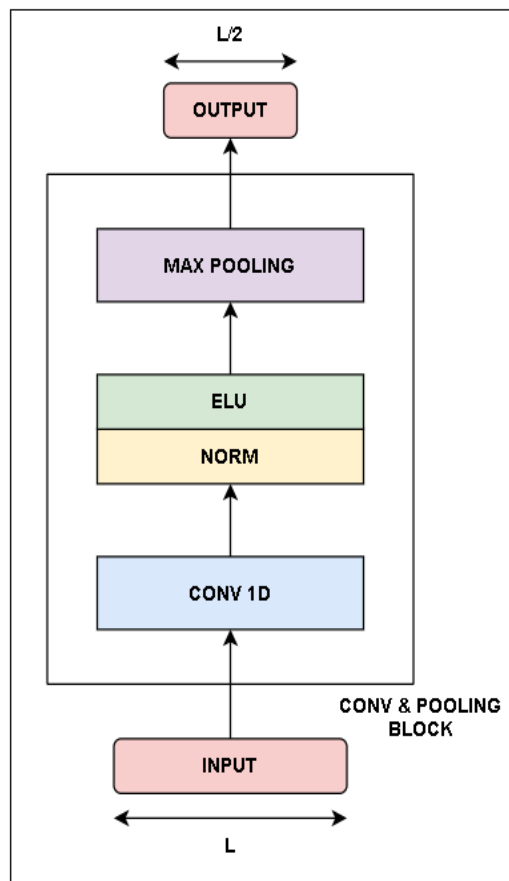 L/2
OUTPUT
MAX POOLING
ELU
NORM
CONV 1D
CONV & POOLING
BLOCK
INPUT
L